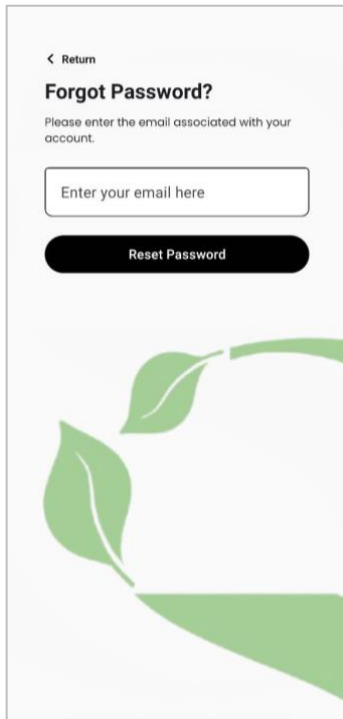 Return
Forgot Password?
Please enter the email associated with your
account.
Enter your email here
Reset Password